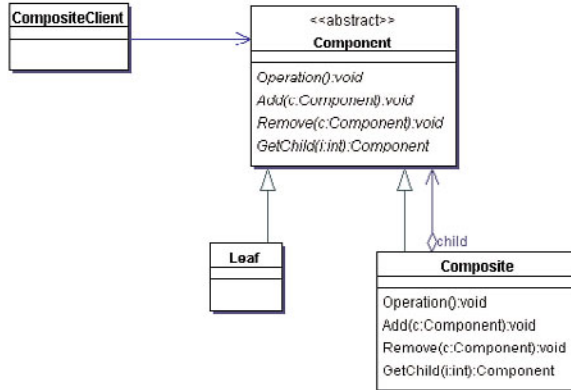 CompositeClient
<<abstract>>
Component
Operation():void
Add(c:Component):void
Remove(c:Component):void
GetChild(i:int):Component
child
Leaf
Composite
Operation():void
Add(c:Component):void
Remove(c:Component):void
GetChild(i:int):Component